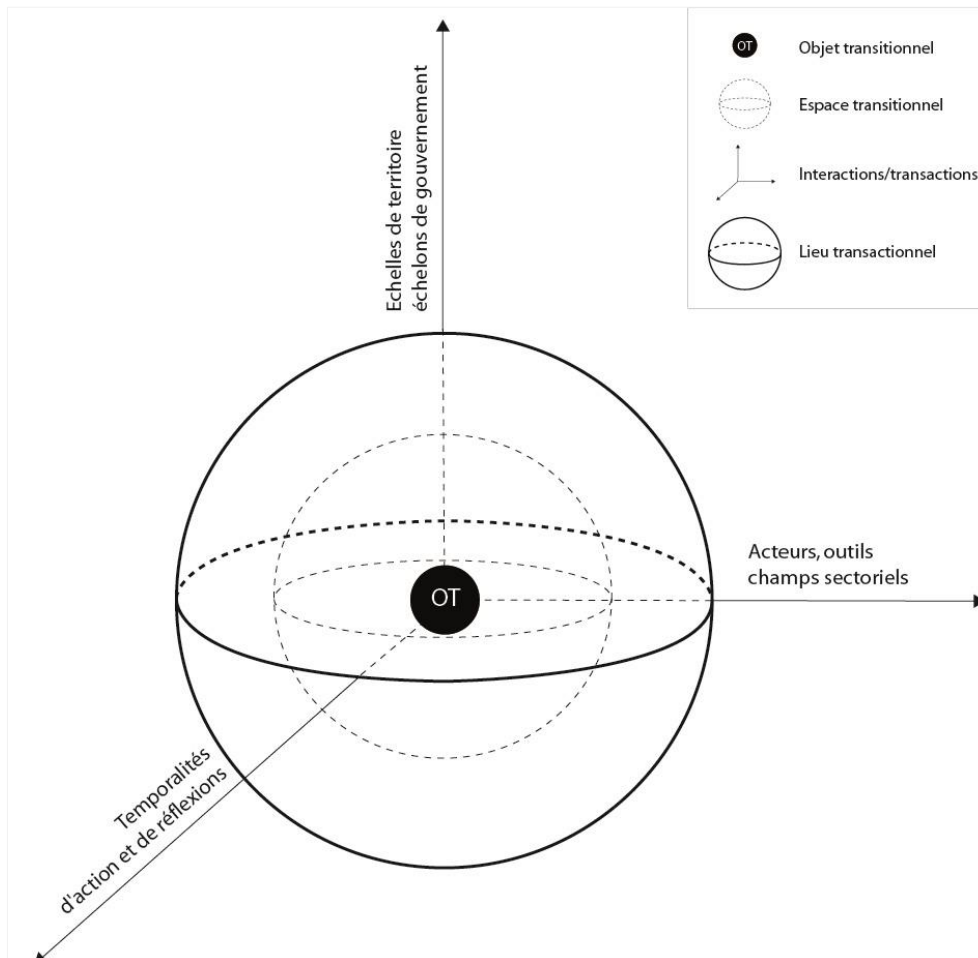 OT
Objet transitionnel
Espace transitionnel
Interactions/transactions
Lieu transactionnel
Echelles de territoire
échelons de gouvernement
Acteurs, outils
champs sectoriels
OT
Temporalités
d'action et de réflexions